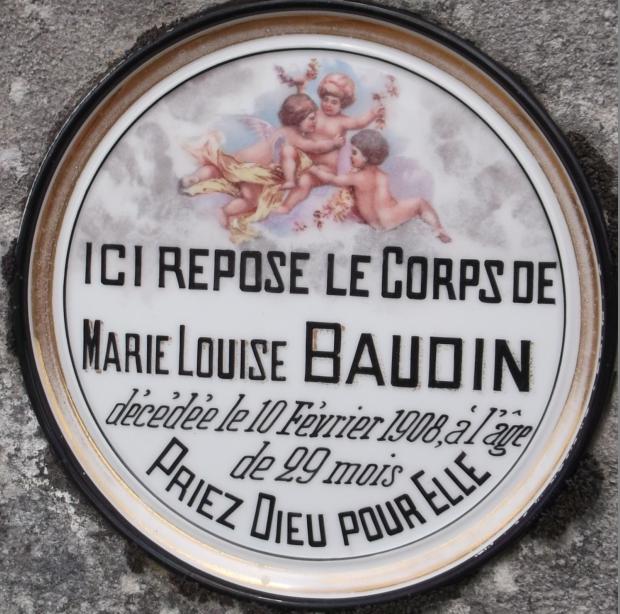 ICI REPOSE LE CORPS DE
MARIE LOUISE BAUDIN
décédée le 10 Février 1908, à l'âge
de 29 mois
PRIEZ DIEU POUR ELLE